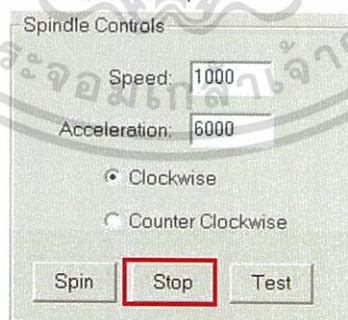 Spindle Controls
Speed: 1000
Acceleration: 6000
Clockwise
Counter Clockwise
Spin Stop Test